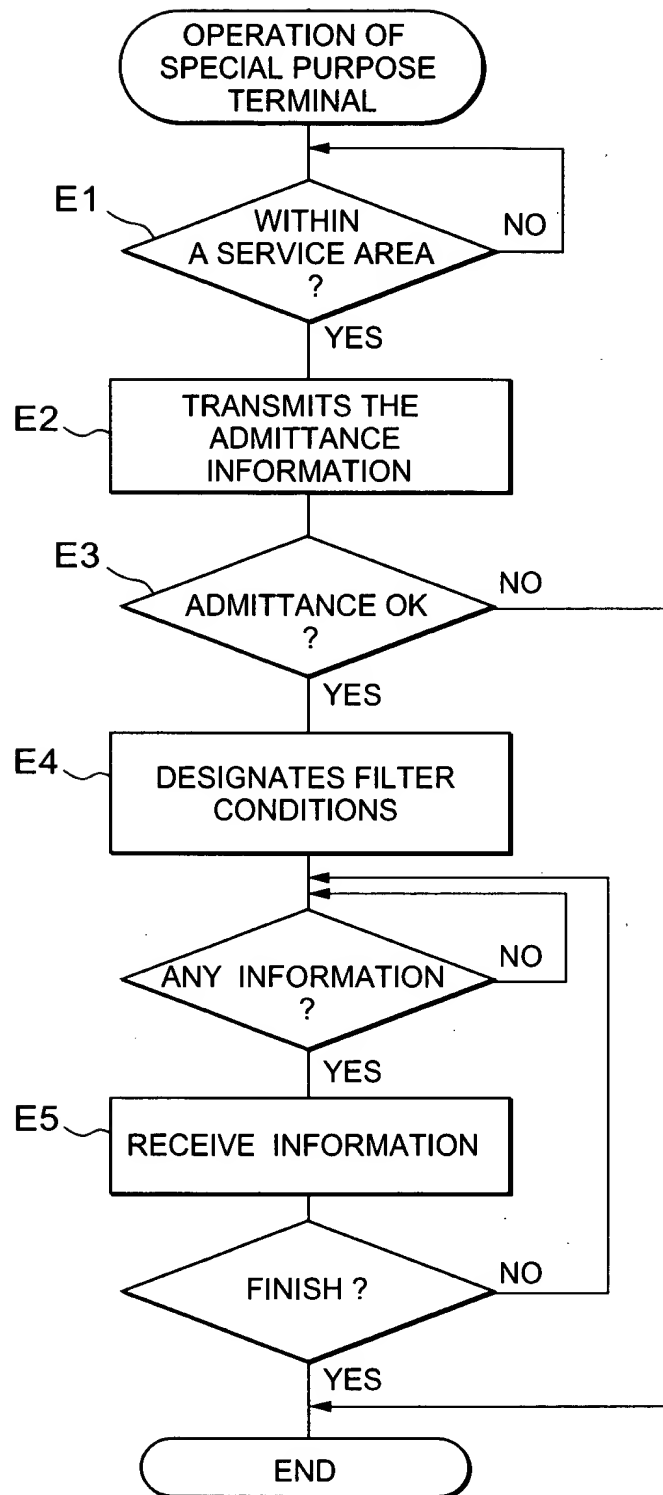 OPERATION OF
SPECIAL PURPOSE
TERMINAL
E1
WITHIN
A SERVICE AREA
?
NO
YES
E2
TRANSMITS THE
ADMITTANCE
INFORMATION
E3
ADMITTANCE OK
?
NO
YES
E4
DESIGNATES FILTER
CONDITIONS
ANY INFORMATION
?
NO
YES
E5
RECEIVE INFORMATION
FINISH ?
NO
YES
END